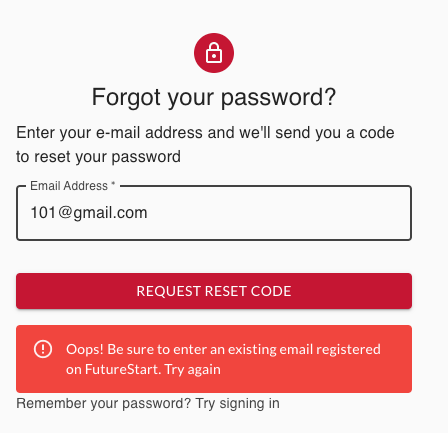 Forgot your password?
Enter your e-mail address and we'll send you a code
to reset your password
Email Address *
101@gmail.com
REQUEST RESET CODE
Oops! Be sure to enter an existing email registered
on FutureStart. Try again
Remember your password? Try signing in